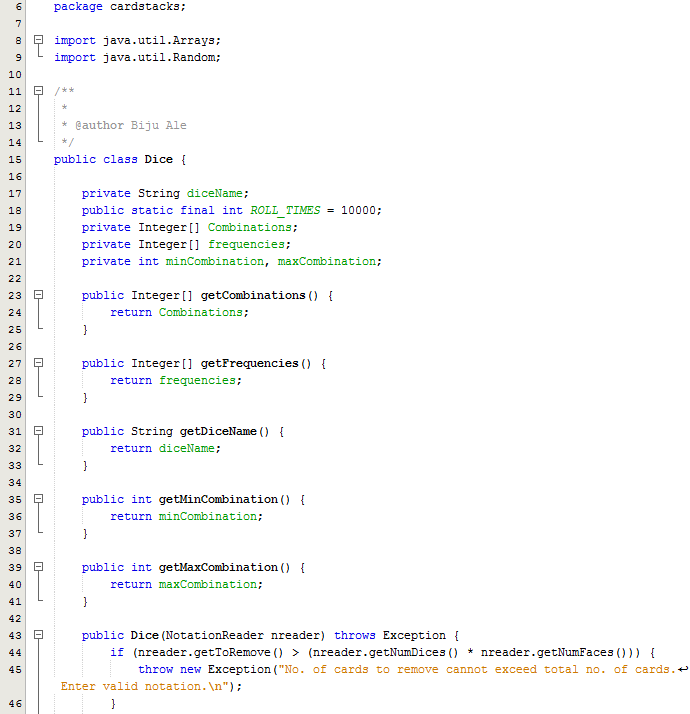 6 package cardstacks;
7
8 import java.util.Arrays;
9 import java.util.Random;
10
11 /**
12 *
13 * @author Biju Ale
14 */
15 public class Dice {
16
17 private String diceName;
18 public static final int ROLL_TIMES = 10000;
19 private Integer[] Combinations;
20 private Integer[] frequencies;
21 private int minCombination, maxCombination;
22
23 public Integer[] getCombinations() {
24 return Combinations;
25 }
26
27 public Integer[] getFrequencies() {
28 return frequencies;
29 }
30
31 public String getDiceName() {
32 return diceName;
33 }
34
35 public int getMinCombination() {
36 return minCombination;
37 }
38
39 public int getMaxCombination() {
40 return maxCombination;
41 }
42
43 public Dice(NotationReader nreader) throws Exception {
44 if (nreader.getToRemove() > (nreader.getNumDices() * nreader.getNumFaces())) {
45 throw new Exception("No. of cards to remove cannot exceed total no. of cards.↩
Enter valid notation.\n");
46 }